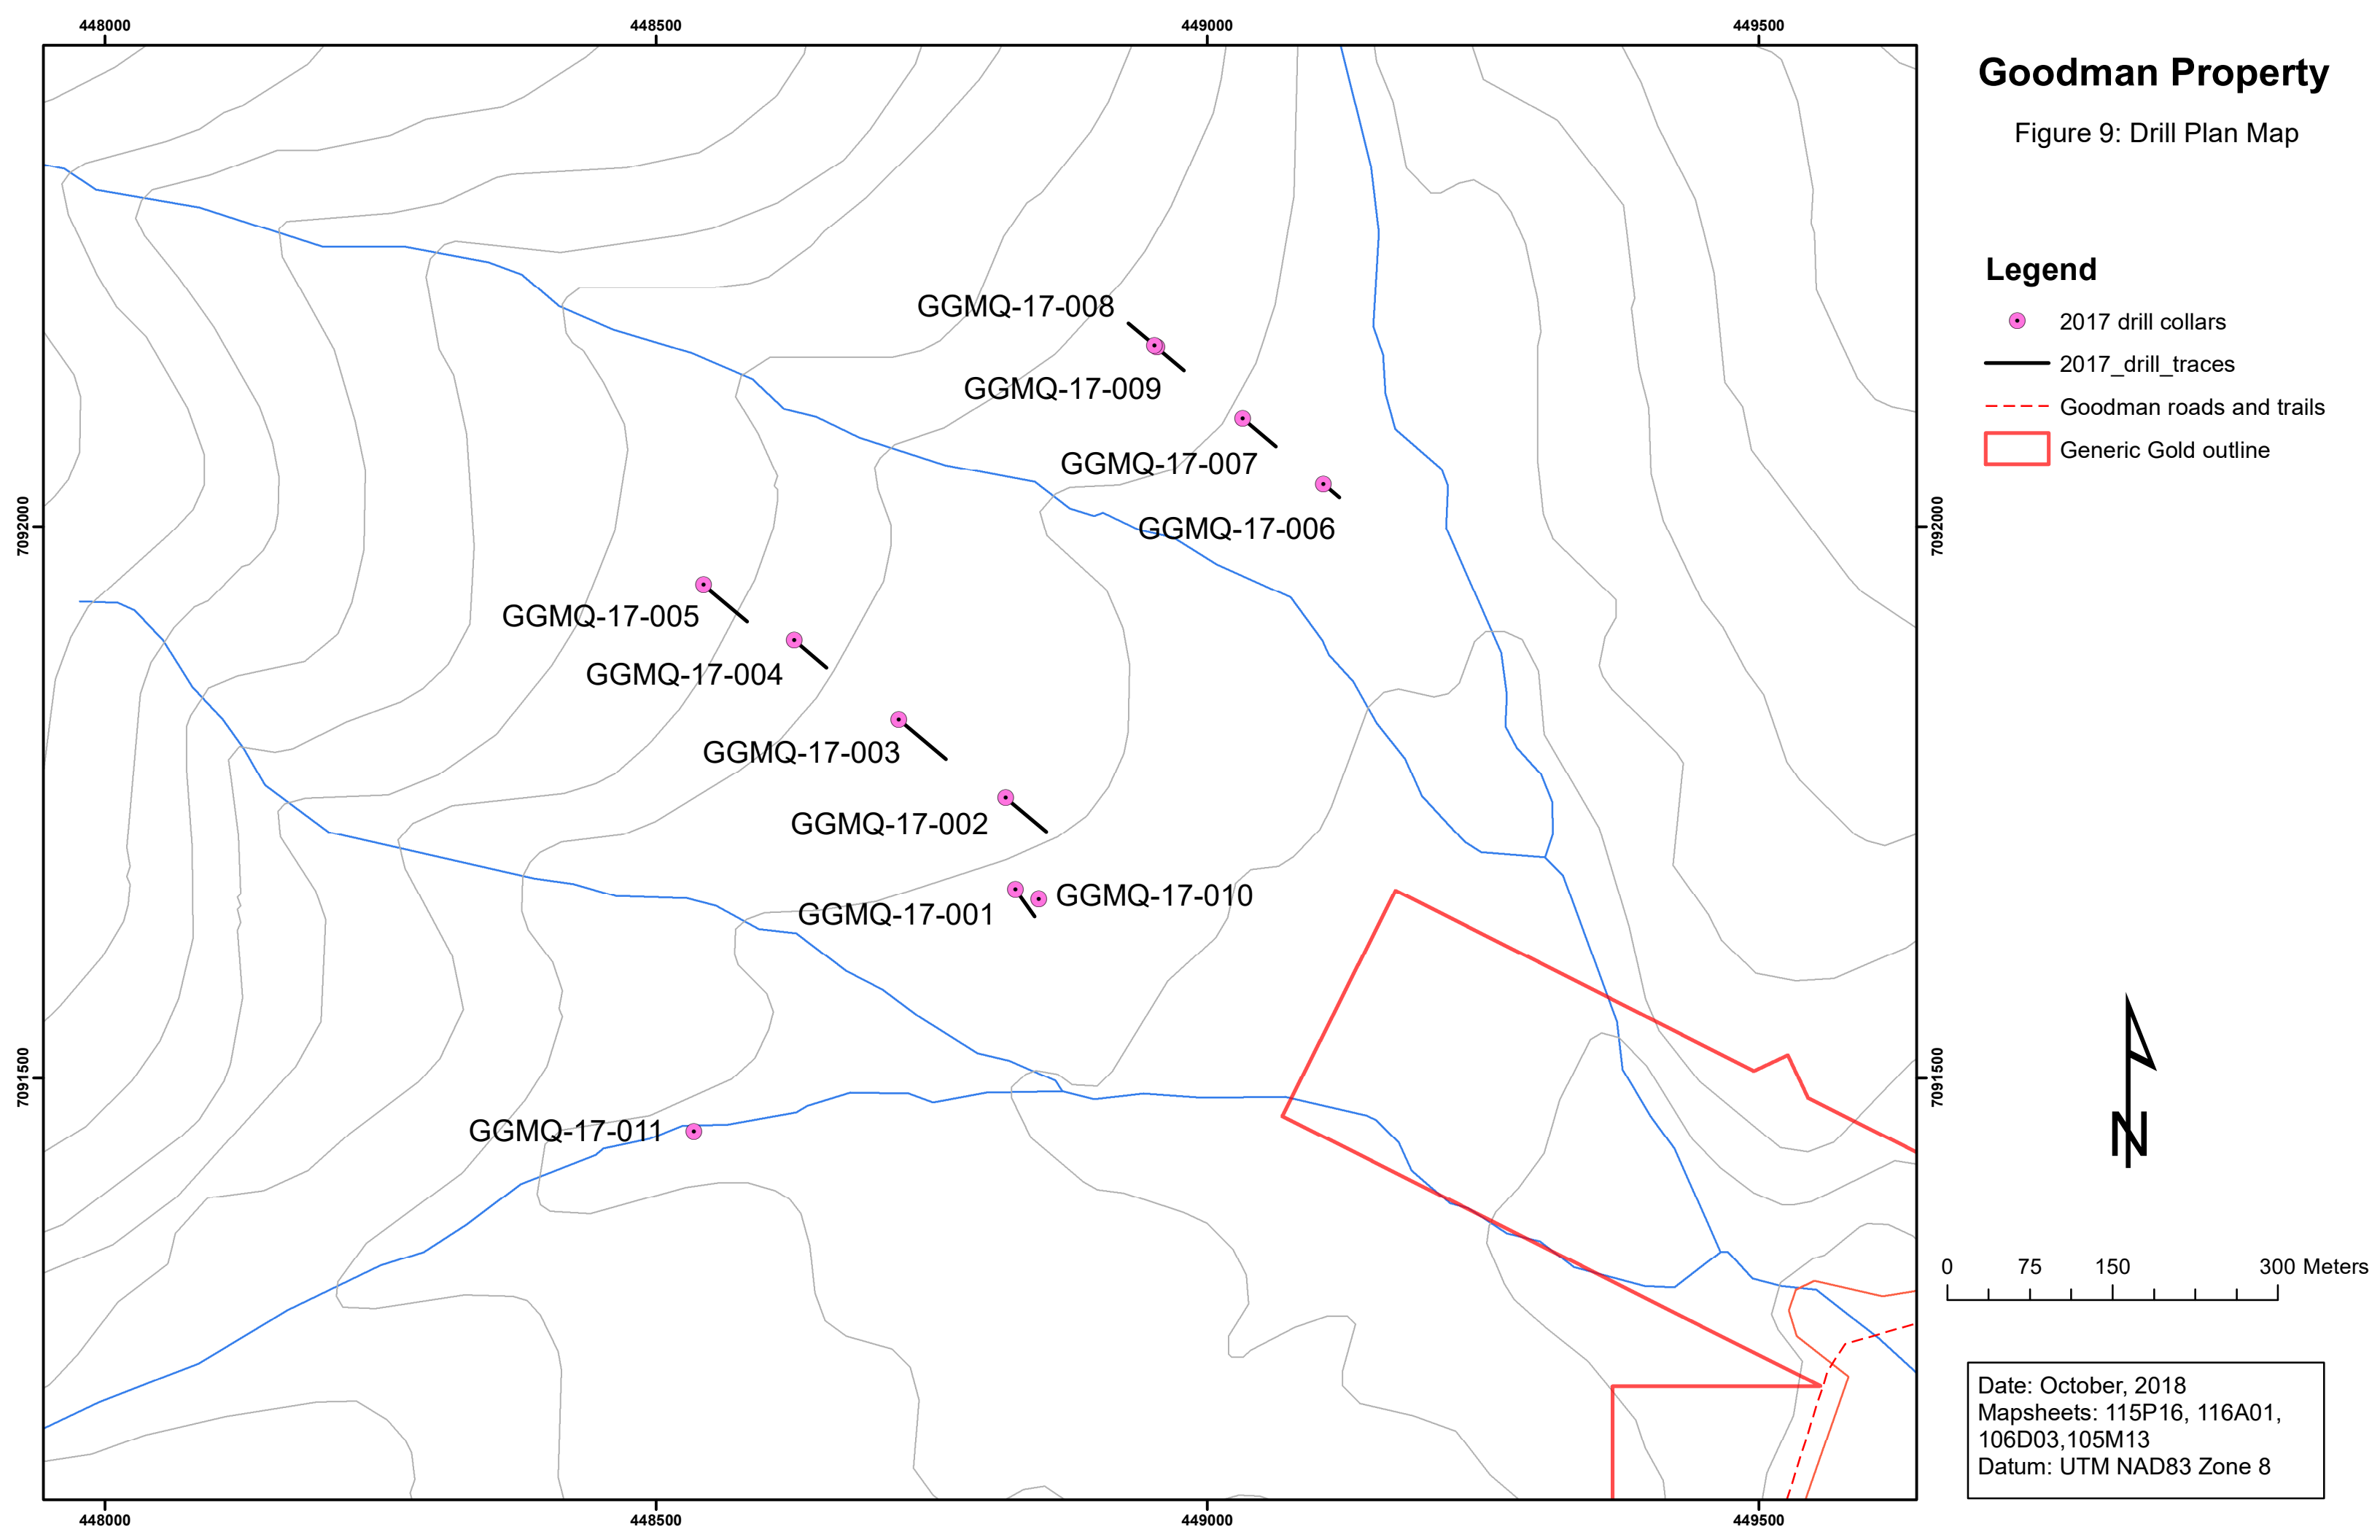 448000
448500
449000
449500
Goodman Property
Figure 9: Drill Plan Map
Legend
2017 drill collars
2017_drill_traces
Goodman roads and trails
Generic Gold outline
GGMQ-17-008
GGMQ-17-009
GGMQ-17-007
GGMQ-17-006
7092000
7092000
GGMQ-17-005
GGMQ-17-004
GGMQ-17-003
GGMQ-17-002
GGMQ-17-010
GGMQ-17-001
7091500
7091500
GGMQ-17-011
N
0 75 150 300 Meters
Date: October, 2018
Mapsheets: 115P16, 116A01,
106D03,105M13
Datum: UTM NAD83 Zone 8
448000
448500
449000
449500